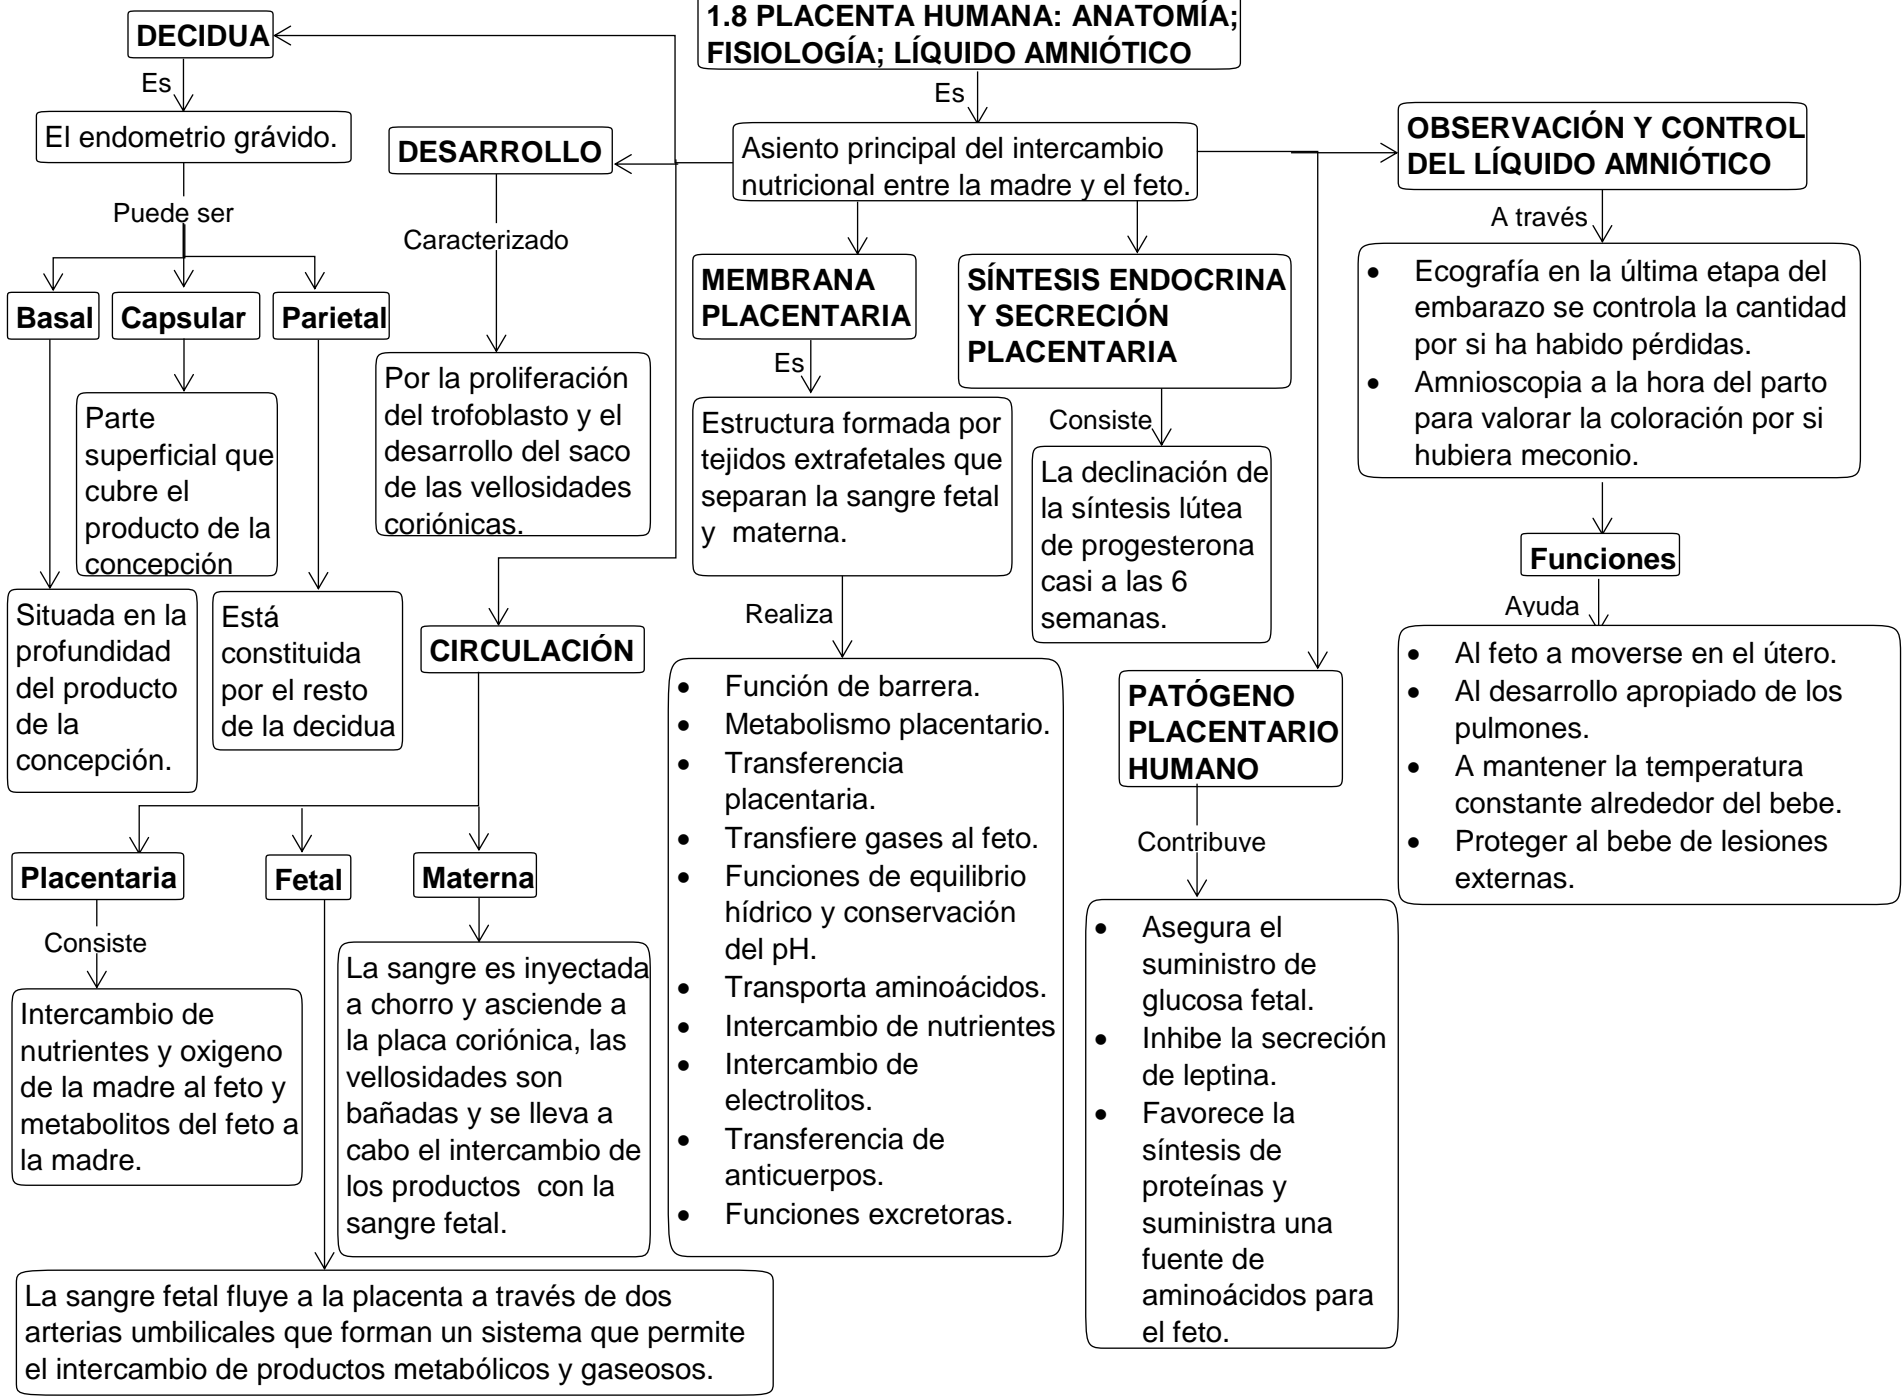 1.8 PLACENTA HUMANA: ANATOMÍA;
FISIOLOGÍA; LÍQUIDO AMNIÓTICO
Es
Asiento principal del intercambio
nutricional entre la madre y el feto.
DECIDUA
Es
El endometrio grávido.
Puede ser
Basal
Capsular
Parietal
Situada en la
profundidad
del producto
de la
concepción.
Parte
superficial que
cubre el
producto de la
concepción
Está
constituida
por el resto
de la decidua
DESARROLLO
Caracterizado
Por la proliferación
del trofoblasto y el
desarrollo del saco
de las vellosidades
coriónicas.
CIRCULACIÓN
Placentaria
Fetal
Materna
Consiste
Intercambio de
nutrientes y oxigeno
de la madre al feto y
metabolitos del feto a
la madre.
La sangre es inyectada
a chorro y asciende a
la placa coriónica, las
vellosidades son
bañadas y se lleva a
cabo el intercambio de
los productos con la
sangre fetal.
La sangre fetal fluye a la placenta a través de dos
arterias umbilicales que forman un sistema que permite
el intercambio de productos metabólicos y gaseosos.
MEMBRANA
PLACENTARIA
Es
Estructura formada por
tejidos extrafetales que
separan la sangre fetal
y materna.
Realiza
• Función de barrera.
• Metabolismo placentario.
• Transferencia
placentaria.
• Transfiere gases al feto.
• Funciones de equilibrio
hídrico y conservación
del pH.
• Transporta aminoácidos.
• Intercambio de nutrientes
• Intercambio de
electrolitos.
• Transferencia de
anticuerpos.
• Funciones excretoras.
SÍNTESIS ENDOCRINA
Y SECRECIÓN
PLACENTARIA
Consiste
La declinación de
la síntesis lútea
de progesterona
casi a las 6
semanas.
PATÓGENO
PLACENTARIO
HUMANO
Contribuye
• Asegura el
suministro de
glucosa fetal.
• Inhibe la secreción
de leptina.
• Favorece la
síntesis de
proteínas y
suministra una
fuente de
aminoácidos para
el feto.
OBSERVACIÓN Y CONTROL
DEL LÍQUIDO AMNIÓTICO
A través
• Ecografía en la última etapa del
embarazo se controla la cantidad
por si ha habido pérdidas.
• Amnioscopia a la hora del parto
para valorar la coloración por si
hubiera meconio.
Funciones
Ayuda
• Al feto a moverse en el útero.
• Al desarrollo apropiado de los
pulmones.
• A mantener la temperatura
constante alrededor del bebe.
• Proteger al bebe de lesiones
externas.